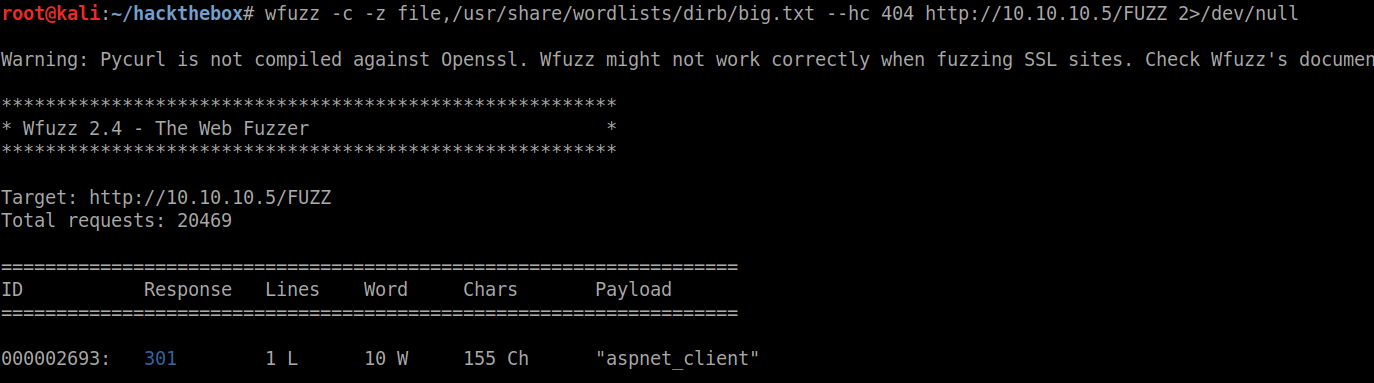 root@kali:~/hackthebox# wfuzz -c -z file,/usr/share/wordlists/dirb/big.txt --hc 404 http://10.10.10.5/FUZZ 2>/dev/null
Warning: Pycurl is not compiled against Openssl. Wfuzz might not work correctly when fuzzing SSL sites. Check Wfuzz's documen
********************************************************
* Wfuzz 2.4 - The Web Fuzzer                           *
********************************************************
Target: http://10.10.10.5/FUZZ
Total requests: 20469
===================================================================
ID           Response   Lines    Word     Chars       Payload
===================================================================
000002693:   301        1 L      10 W     155 Ch      "aspnet_client"